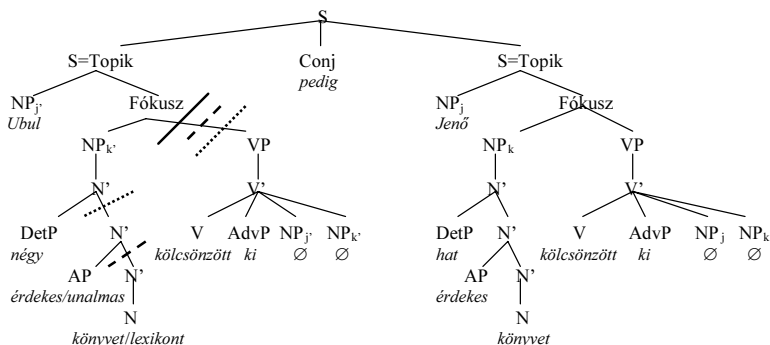 S
S=Topik Conj S=Topik
pedig
NPj’ Fókusz NPj Fókusz
Ubul Jenő
NPk’ VP NPk VP
N’ V’ N’ V’
DetP N’ V AdvP NPj’ NPk’ DetP N’ V AdvP NPj NPk
négy kölcsönzött ki ∅ ∅ hat kölcsönzött ki ∅ ∅
AP N’ AP N’
érdekes/unalmas érdekes
N N
könyvet/lexikont könyvet